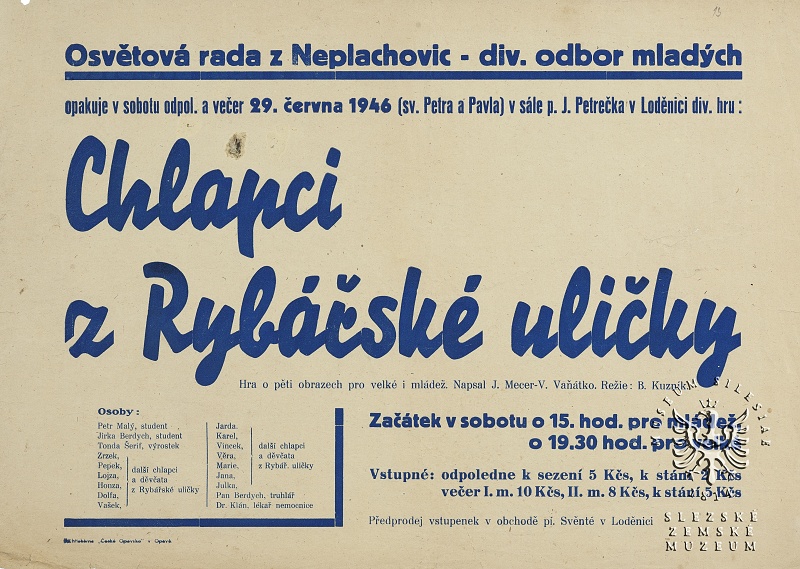 13
Osvětová rada z Neplachovic - div. odbor mladých
opakuje v sobotu odpol. a večer 29. června 1946 (sv. Petra a Pavla) v sále p. J. Petrečka v Loděnici div. hru :
Chlapci
z Rybářské uličky
Hra o pěti obrazech pro velké i mládež. Napsal J. Mecer-V. Vaňátko. Režie: B. Kuzník.
Osoby :
Petr Malý, student
Jirka Berdych, student
Tonda Šerif, výrostek
Zrzek,
Pepek,
Lojza,
Honza,
Dolfa,
Vašek,
další chlapci
a děvčata
z Rybářské uličky
Jarda.
Karel,
Vincek,
Věra,
Marie,
Jana,
Julka,
další chlapci
a děvčata
z Rybář. uličky
Pan Berdych, truhlář
Dr. Klán, lékař nemocnice
Začátek v sobotu o 15. hod. pro mládež.
o 19.30 hod. pro
Vstupné: odpoledne k sezení 5 Kčs, k stání 2 Kčs
večer I. m. 10 Kčs, II. m. 8 Kčs, k stání 5 Kčs
Předprodej vstupenek v obchodě pí. Svěnté v Loděnici
"České Opavsko" v Opavě
MUSEUM SILESIAE
SLEZSKÉ
ZEMSKÉ
MUZEUM